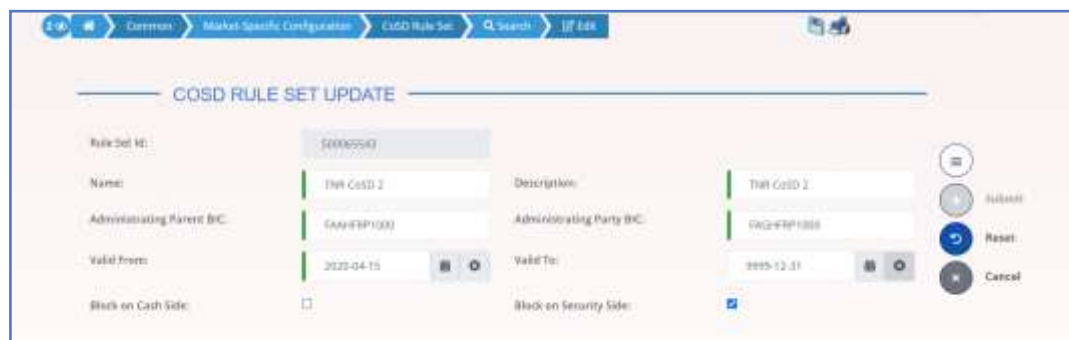 Common Market-Specific Configuration CoSD Rule Set Search Edit
COSD RULE SET UPDATE
Rule Set Id:
Name: TNR CoSD 2 Description: TNR CoSD 2
Administrating Parent BIC: Administrating Party BIC:
Submit
Reset
Valid From: 2020-04-15 Valid To: 9999-12-31
Cancel
Block on Cash Side: Block on Security Side: